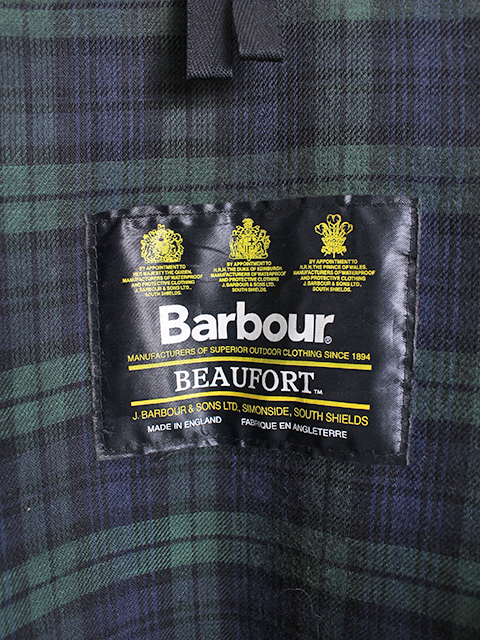 BY APPOINTMENT TO
HER MAJESTY THE QUEEN.
MANUFACTURERS OF WATERPROOF
AND PROTECTIVE CLOTHING
J. BARBOUR & SONS LTD.,
SOUTH SHIELDS.
BY APPOINTMENT TO
H.R.H. THE DUKE OF EDINBURGH.
MANUFACTURERS OF WATERPROOF
AND PROTECTIVE CLOTHING
J. BARBOUR & SONS LTD.,
SOUTH SHIELDS.
BY APPOINTMENT TO
H.R.H. THE PRINCE OF WALES.
MANUFACTURERS OF WATERPROOF
AND PROTECTIVE CLOTHING
J. BARBOUR & SONS LTD.,
SOUTH SHIELDS.
Barbour®
MANUFACTURERS OF SUPERIOR OUTDOOR CLOTHING SINCE 1894
BEAUFORT™
J. BARBOUR & SONS LTD., SIMONSIDE, SOUTH SHIELDS
MADE IN ENGLAND FABRIQUE EN ANGLETERRE